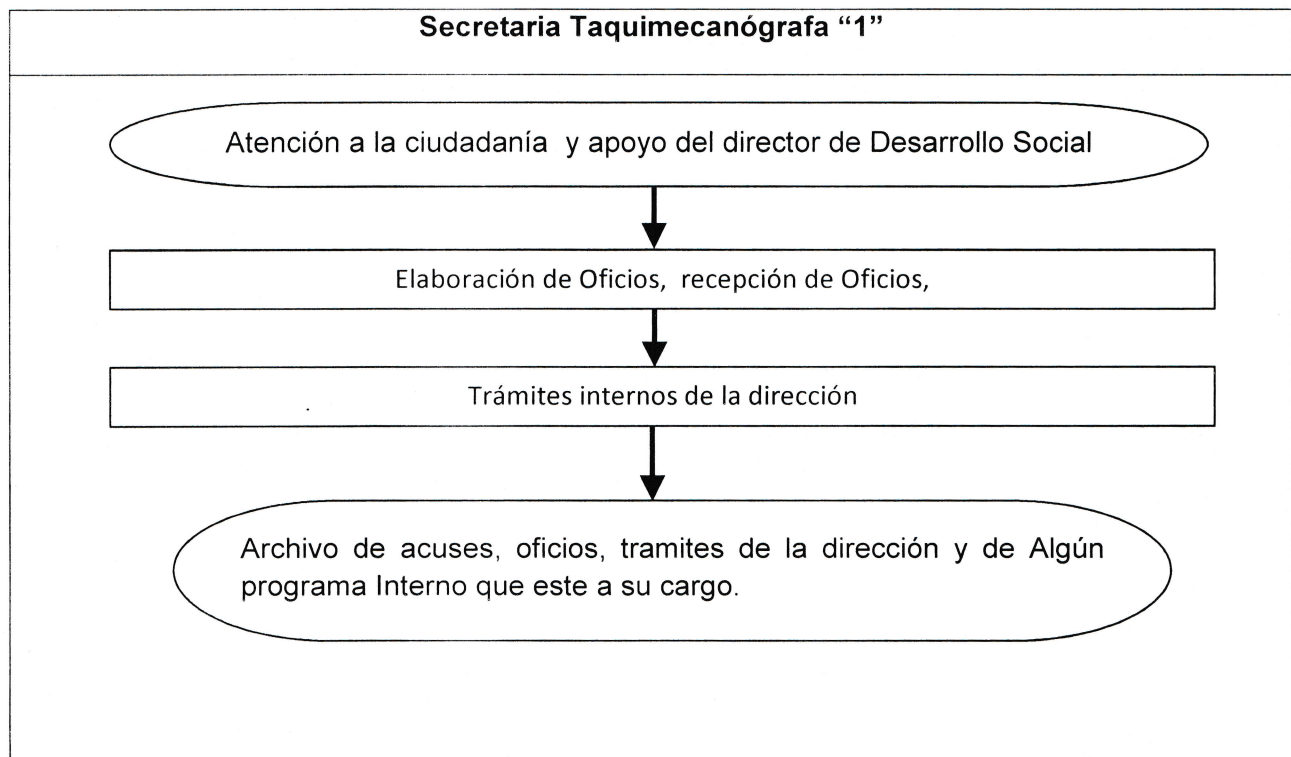 Secretaria Taquimecanógrafa “1”
Atención a la ciudadanía y apoyo del director de Desarrollo Social
Elaboración de Oficios, recepción de Oficios,
Trámites internos de la dirección
Archivo de acuses, oficios, tramites de la dirección y de Algún
programa Interno que este a su cargo.